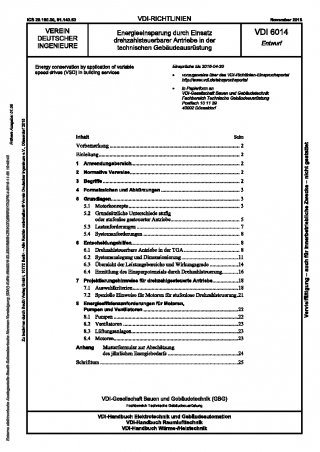 ICS 29.160.30, 91.140.50
VDI-RICHTLINIEN
November 2015
VEREIN
DEUTSCHER
INGENIEURE
Energieeinsparung durch Einsatz
drehzahlsteuerbarer Antriebe in der
technischen Gebäudeausrüstung
VDI 6014
Entwurf
Energy conservation by application of variable
speed drives (VSD) in building services
Einsprüche bis 2016-04-30
vorzugsweise über das VDI-Richtlinien-Einspruchsportal
http://www.vdi.de/einspruchsportal
in Papierform an
VDI-Gesellschaft Bauen und Gebäudetechnik
Fachbereich Technische Gebäudeausrüstung
Postfach 10 11 39
40002 Düsseldorf
Inhalt Seite
Vorbemerkung 2
Einleitung 2
1 Anwendungsbereich 2
2 Normative Verweise 2
3 Begriffe 2
4 Formelzeichen und Abkürzungen 3
5 Grundlagen 3
5.1 Motorkonzepte 3
5.2 Grundsätzliche Unterschiede stufig
oder stufenlos gesteuerter Antriebe 5
5.3 Lastanforderungen 7
5.4 Systemanforderungen 8
6 Entscheidungshilfen 8
6.1 Drehzahlsteuerbare Antriebe in der TGA 8
6.2 Systemauslegung und Dimensionierung 11
6.3 Übersicht der Leistungsbereiche und Wirkungsgrade 14
6.4 Ermittlung des Einsparpotenzials durch Drehzahlsteuerung 16
7 Projektierungshinweise für drehzahlgesteuerte Antriebe 18
7.1 Auswahlkriterien 18
7.2 Spezielle Hinweise für Motoren für stufenlose Drehzahlsteuerung 21
8 Energieeffizienzanforderungen für Motoren,
Pumpen und Ventilatoren 22
8.1 Pumpen 22
8.2 Ventilatoren 23
8.3 Lüftungsanlagen 23
8.4 Motoren 23
Anhang Musterformular zur Abschätzung
des jährlichen Energiebedarfs 24
Schrifttum 25
VDI-Gesellschaft Bauen und Gebäudetechnik (GBG)
Fachbereich Technische Gebäudeausrüstung
VDI-Handbuch Elektrotechnik und Gebäudeautomation
VDI-Handbuch Raumlufttechnik
VDI-Handbuch Wärme-/Heiztechnik
Vervielfältigung – auch für innerbetriebliche Zwecke – nicht gestattet